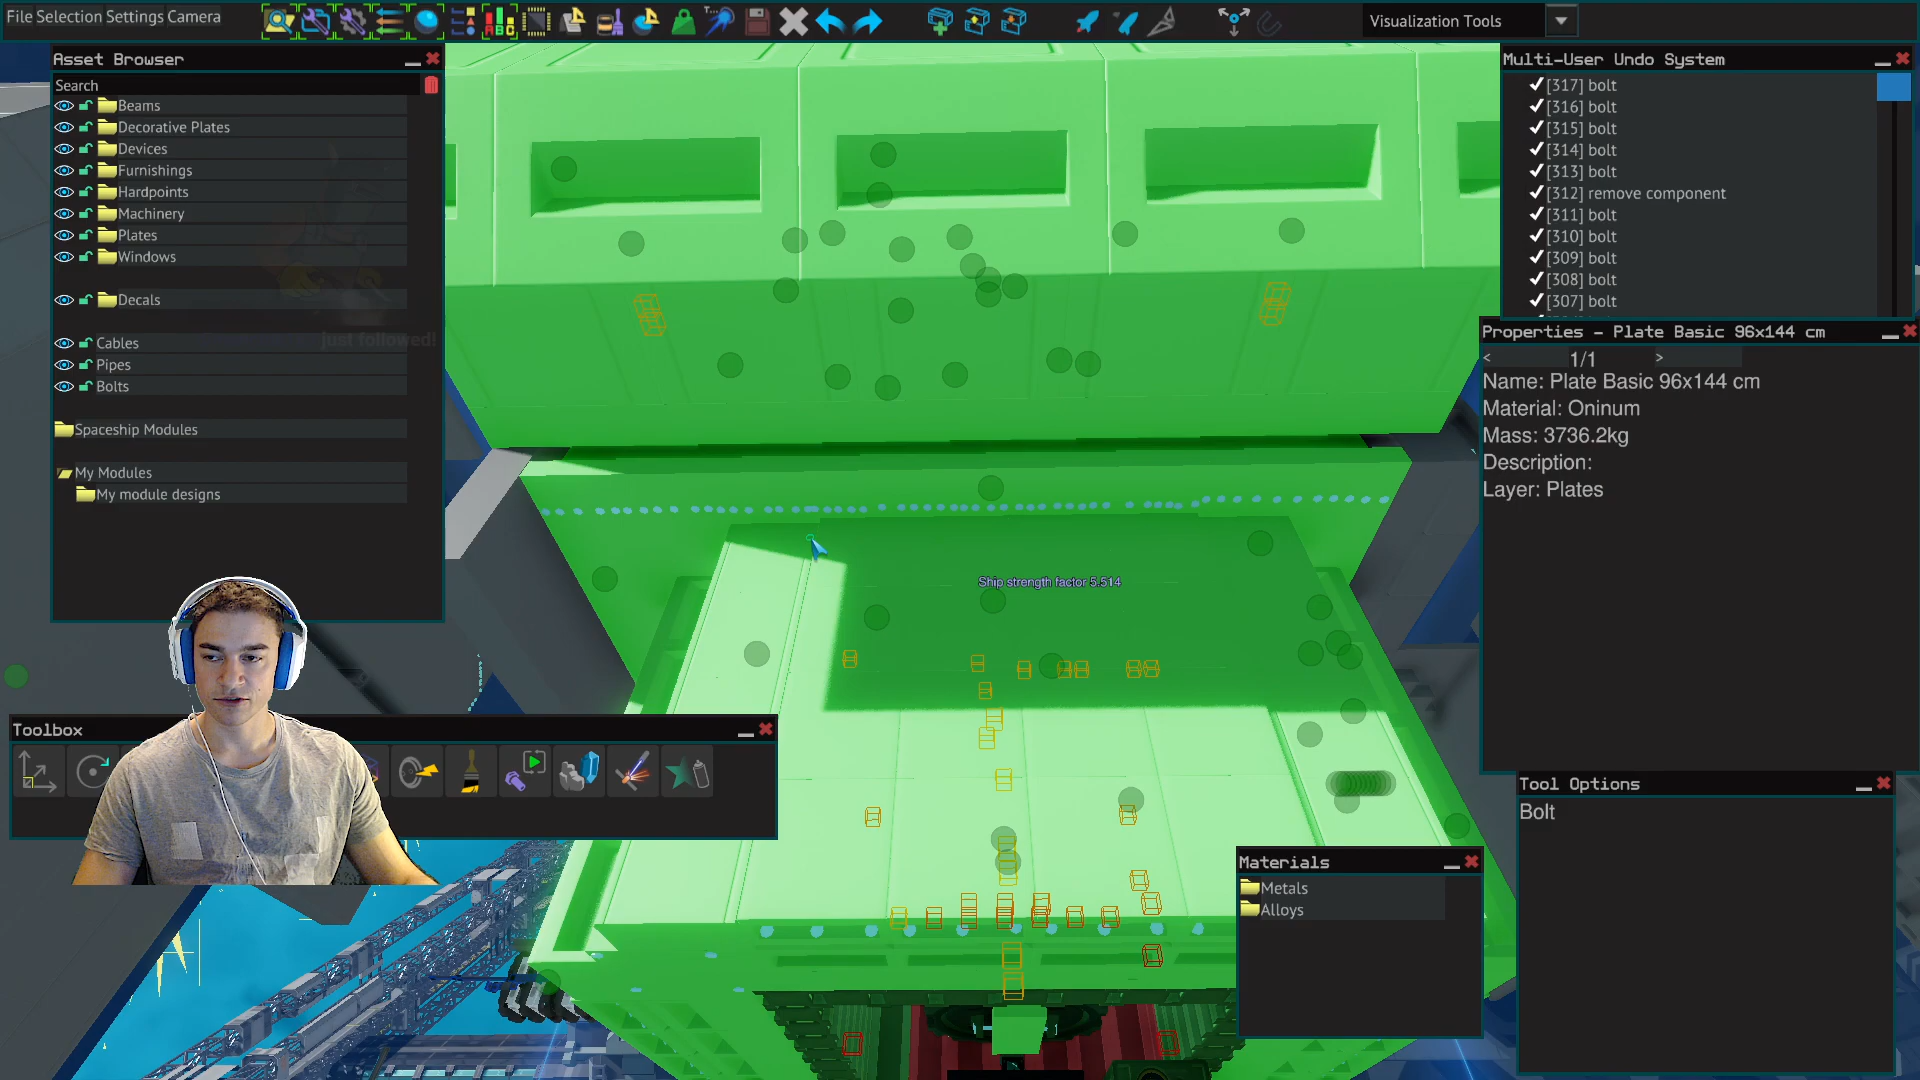 File Selection Settings Camera
Visualization Tools
Asset Browser
Search
Beams
Decorative Plates
Devices
Furnishings
Hardpoints
Machinery
Plates
Windows
Decals
just followed!
Cables
Pipes
Bolts
Spaceship Modules
My Modules
My module designs
Multi-User Undo System
[317] bolt
[316] bolt
[315] bolt
[314] bolt
[313] bolt
[312] remove component
[311] bolt
[310] bolt
[309] bolt
[308] bolt
[307] bolt
Properties - Plate Basic 96x144 cm
< 1/1 >
Name: Plate Basic 96x144 cm
Material: Oninum
Mass: 3736.2kg
Description:
Layer: Plates
Ship strength factor 5.514
Toolbox
Tool Options
Bolt
Materials
Metals
Alloys